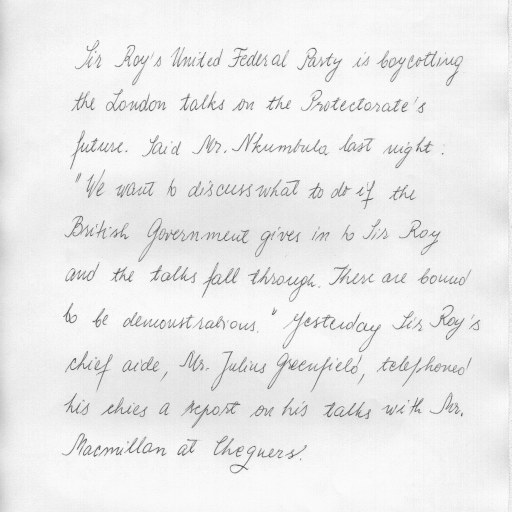 Sir Roy's United Federal Party is boycotting
the London talks on the Protectorate's
future. Said Mr. Nkumbula last night:
"We want to discuss what to do if the
British Government gives in to Sir Roy
and the talks fall through. There are bound
to be demonstrations." Yesterday Sir Roy's
chief aide, Mr. Julius Greenfield, telephoned
his chies a report on his talks with Mr.
Macmillan at Chequers.